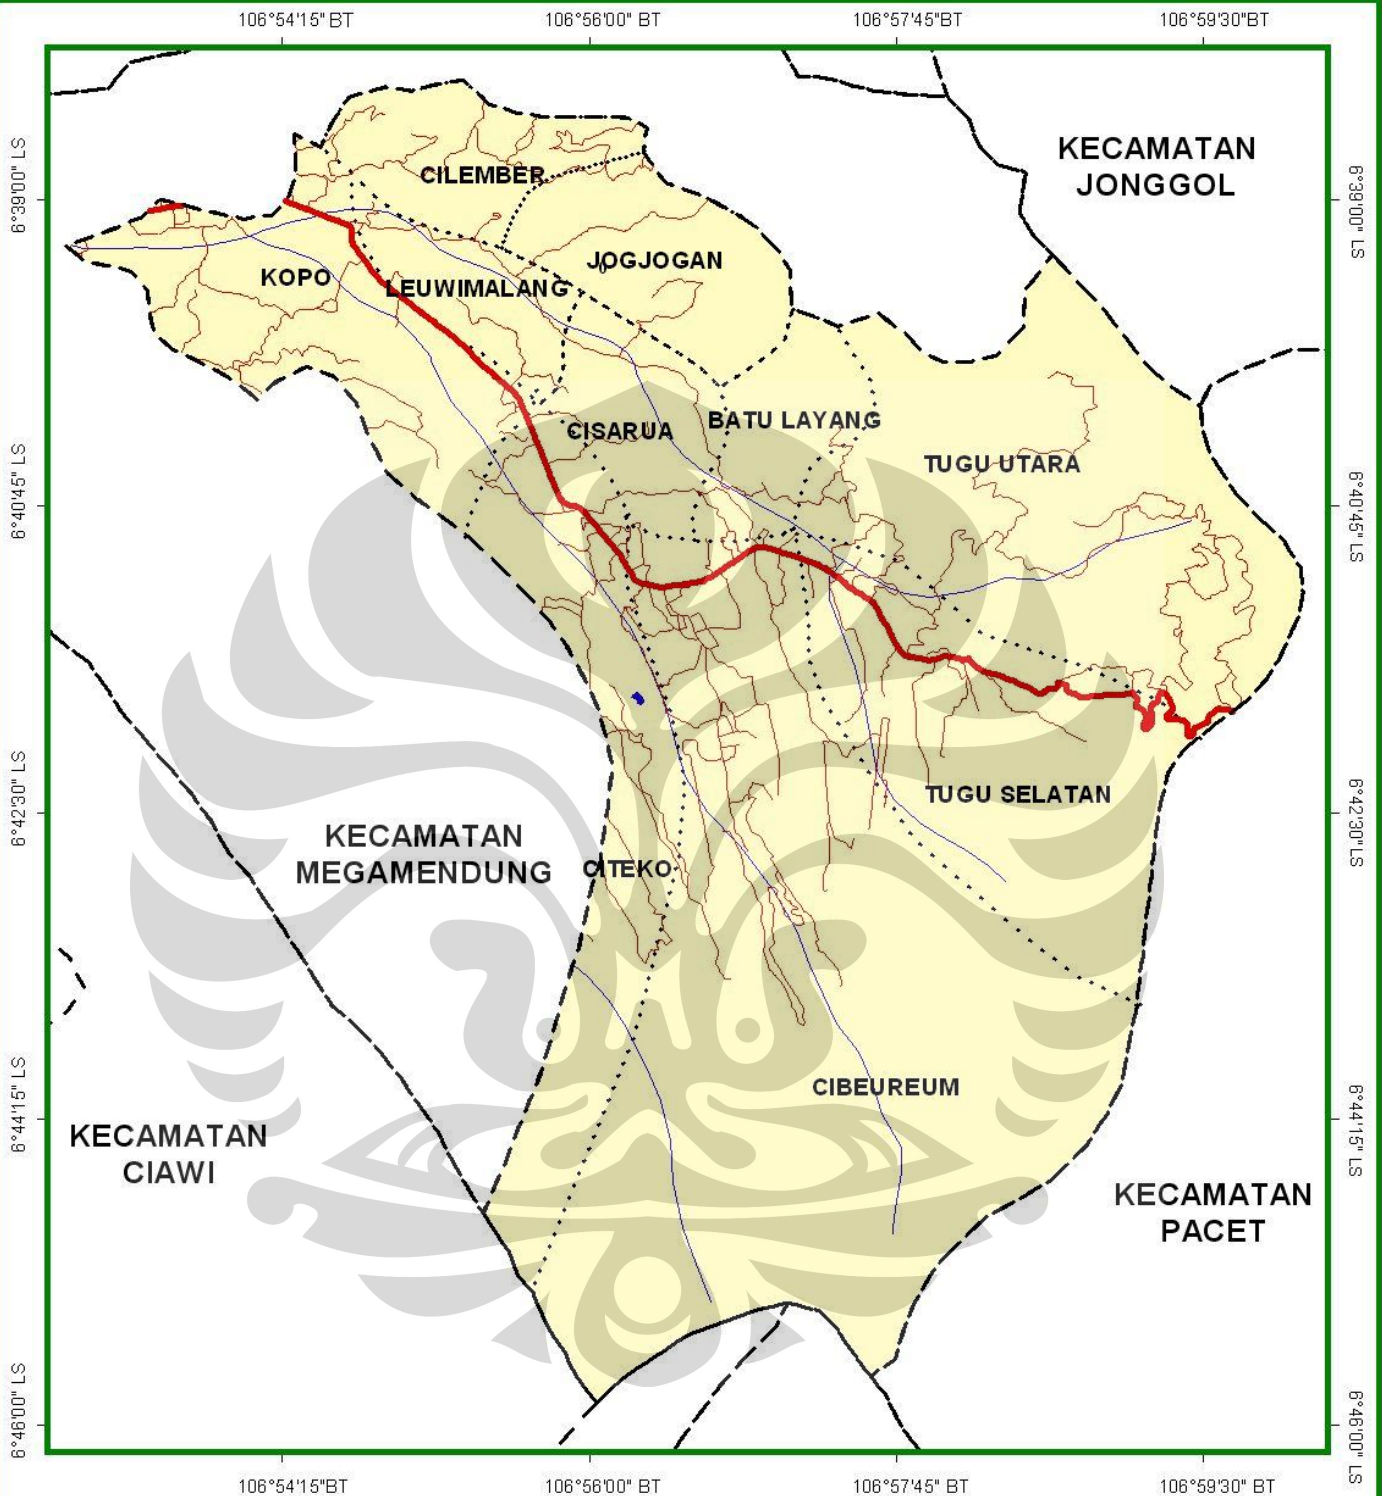 106°54'15" BT
106°56'00" BT
106°57'45" BT
106°59'30"BT
KECAMATAN
JONGGOL
CILEMBER
6°39'00" LS
6°39'00" LS
JOGJOGAN
KOPO
LEUWIMALANG
CISARUA
BATU LAYANG
TUGU UTARA
6°40'45" LS
6°40'45" LS
TUGU SELATAN
6°42'30" LS
6°42'30"LS
KECAMATAN
MEGAMENDUNG
CITEKO
CIBEUREUM
6°44'15" LS
6°44'15" LS
KECAMATAN
CIAWI
KECAMATAN
PACET
6°46'00" LS
6°46'00" LS
106°54'15"BT
106°56'00" BT
106°57'45" BT
106°59'30" BT